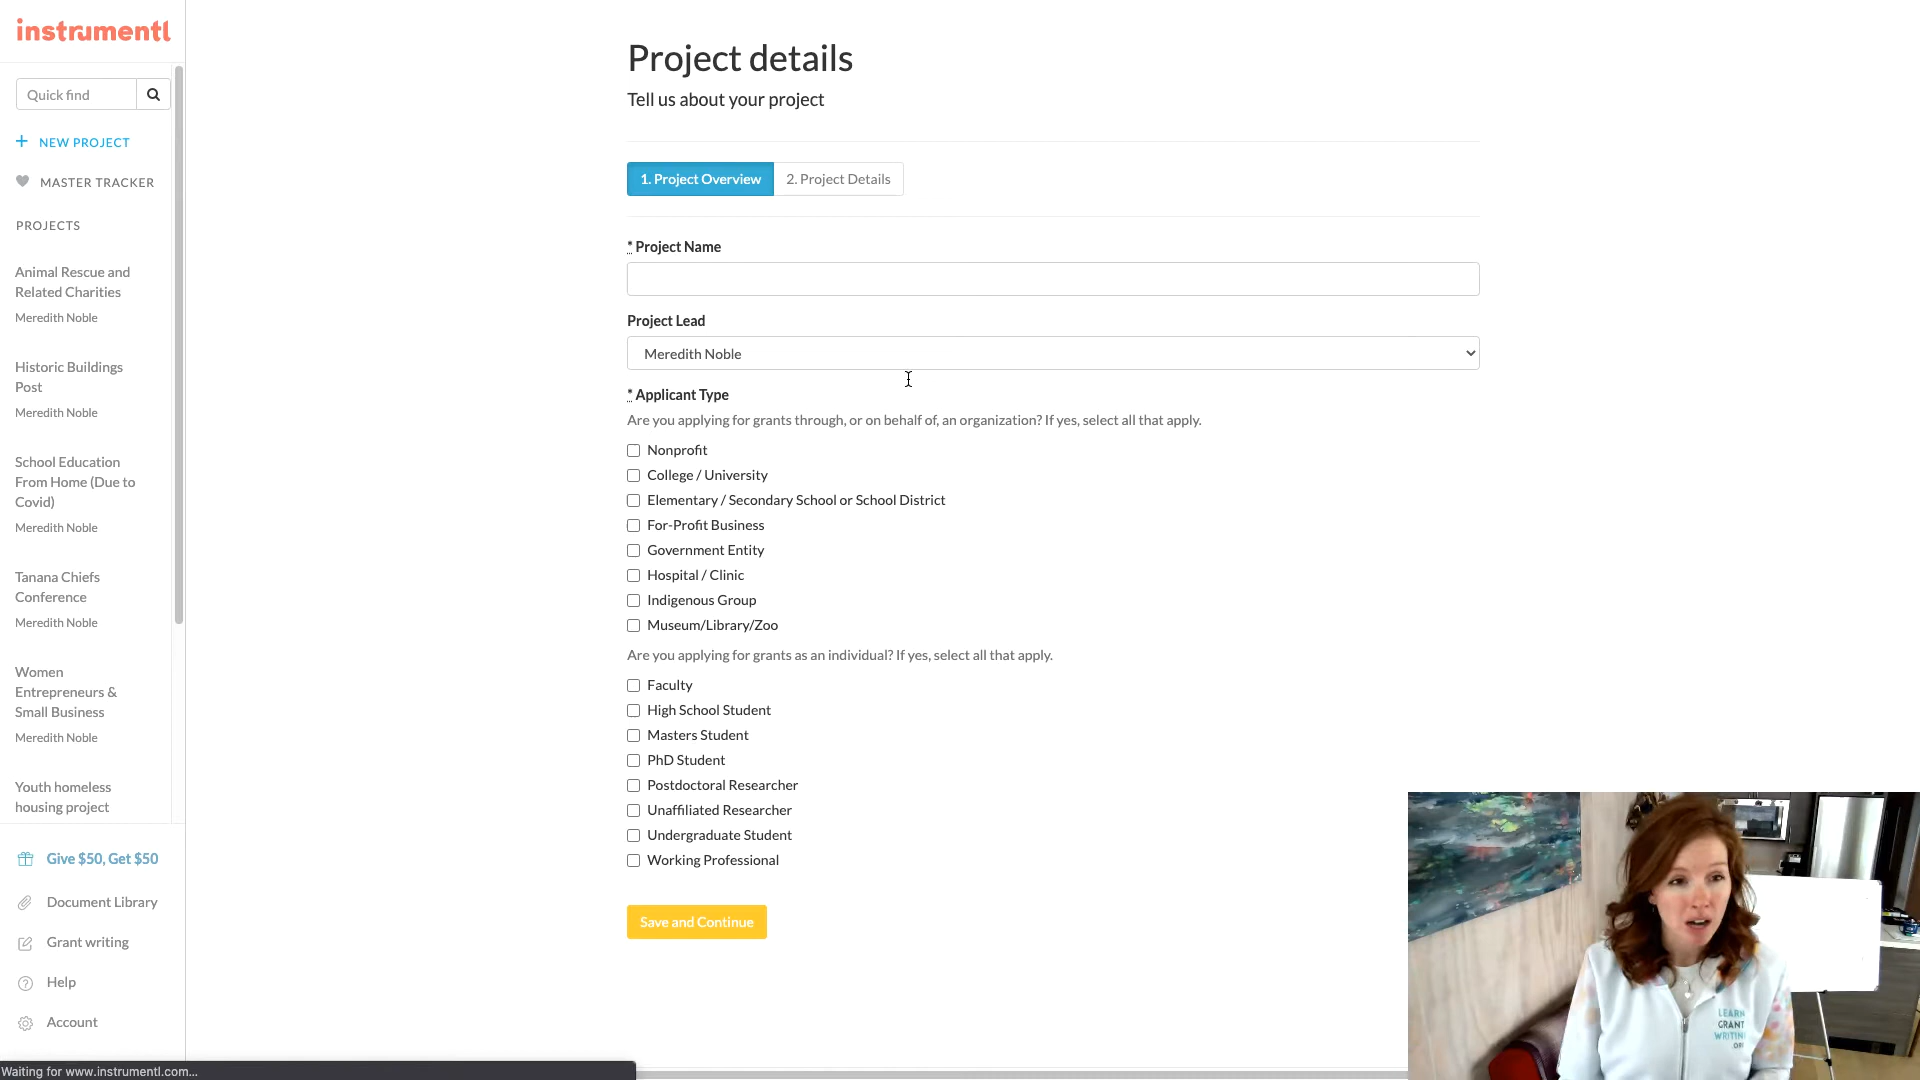 instrumentl
Quick find
NEW PROJECT
MASTER TRACKER
PROJECTS
Animal Rescue and
Related Charities
Meredith Noble
Historic Buildings
Post
Meredith Noble
School Education
From Home (Due to
Covid)
Meredith Noble
Tanana Chiefs
Conference
Meredith Noble
Women
Entrepreneurs &
Small Business
Meredith Noble
Youth homeless
housing project
Give $50, Get $50
Document Library
Grant writing
Help
Account
Waiting for www.instrumentl.com...
Project details
Tell us about your project
1. Project Overview
2. Project Details
* Project Name
Project Lead
Meredith Noble
* Applicant Type
Are you applying for grants through, or on behalf of, an organization? If yes, select all that apply.
Nonprofit
College / University
Elementary / Secondary School or School District
For-Profit Business
Government Entity
Hospital / Clinic
Indigenous Group
Museum/Library/Zoo
Are you applying for grants as an individual? If yes, select all that apply.
Faculty
High School Student
Masters Student
PhD Student
Postdoctoral Researcher
Unaffiliated Researcher
Undergraduate Student
Working Professional
Save and Continue
LEARN
GRANT
WRITING